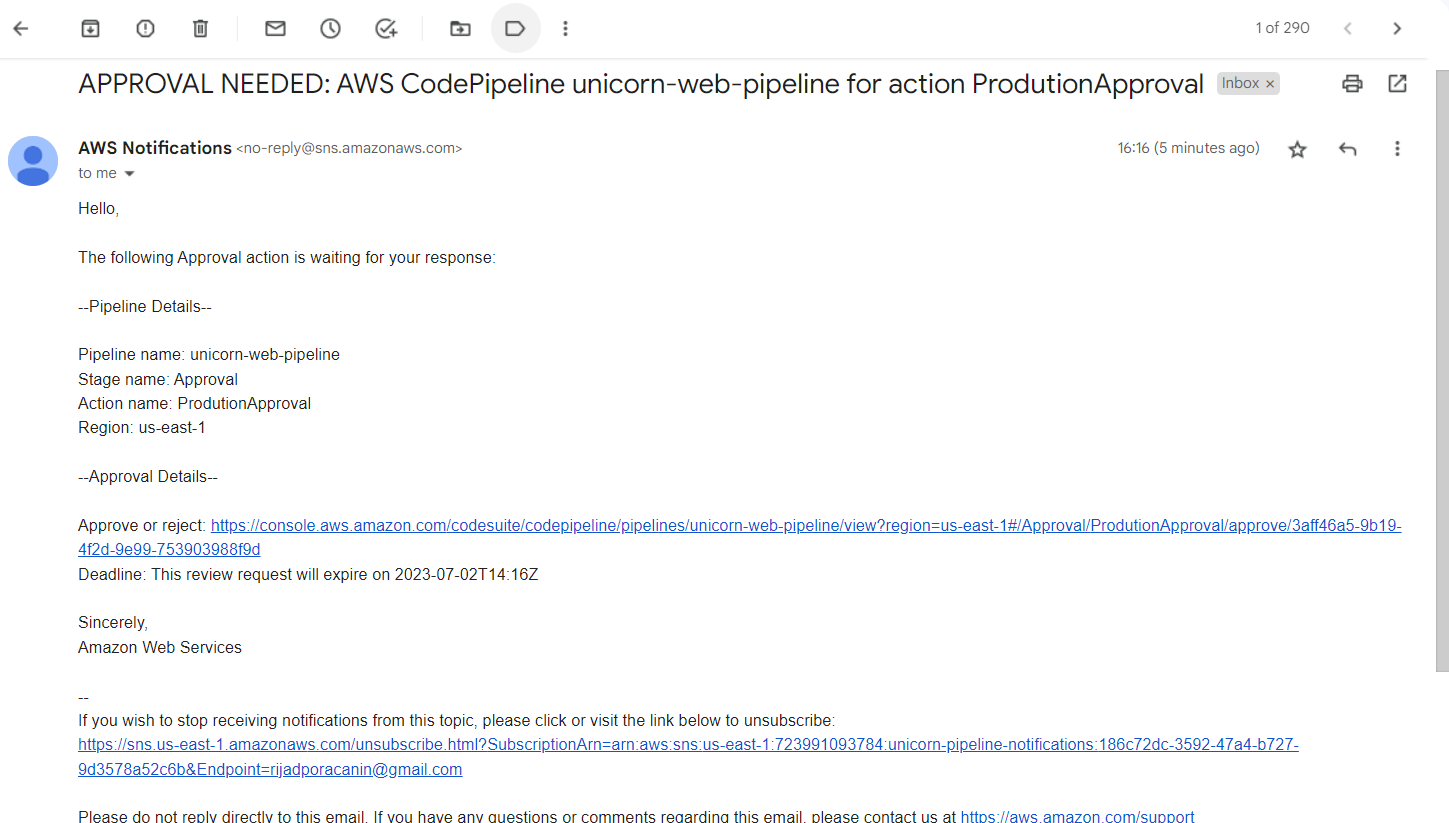 1 of 290
APPROVAL NEEDED: AWS CodePipeline unicorn-web-pipeline for action ProdutionApproval Inbox ×
AWS Notifications <no-reply@sns.amazonaws.com> 16:16 (5 minutes ago)
to me
Hello,
The following Approval action is waiting for your response:
--Pipeline Details--
Pipeline name: unicorn-web-pipeline
Stage name: Approval
Action name: ProdutionApproval
Region: us-east-1
--Approval Details--
Approve or reject: https://console.aws.amazon.com/codesuite/codepipeline/pipelines/unicorn-web-pipeline/view?region=us-east-1#/Approval/ProdutionApproval/approve/3aff46a5-9b19-
4f2d-9e99-753903988f9d
Deadline: This review request will expire on 2023-07-02T14:16Z
Sincerely,
Amazon Web Services
--
If you wish to stop receiving notifications from this topic, please click or visit the link below to unsubscribe:
https://sns.us-east-1.amazonaws.com/unsubscribe.html?SubscriptionArn=arn:aws:sns:us-east-1:723991093784:unicorn-pipeline-notifications:186c72dc-3592-47a4-b727-
9d3578a52c6b&Endpoint=rijadporacanin@gmail.com
Please do not reply directly to this email. If you have any questions or comments regarding this email, please contact us at https://aws.amazon.com/support